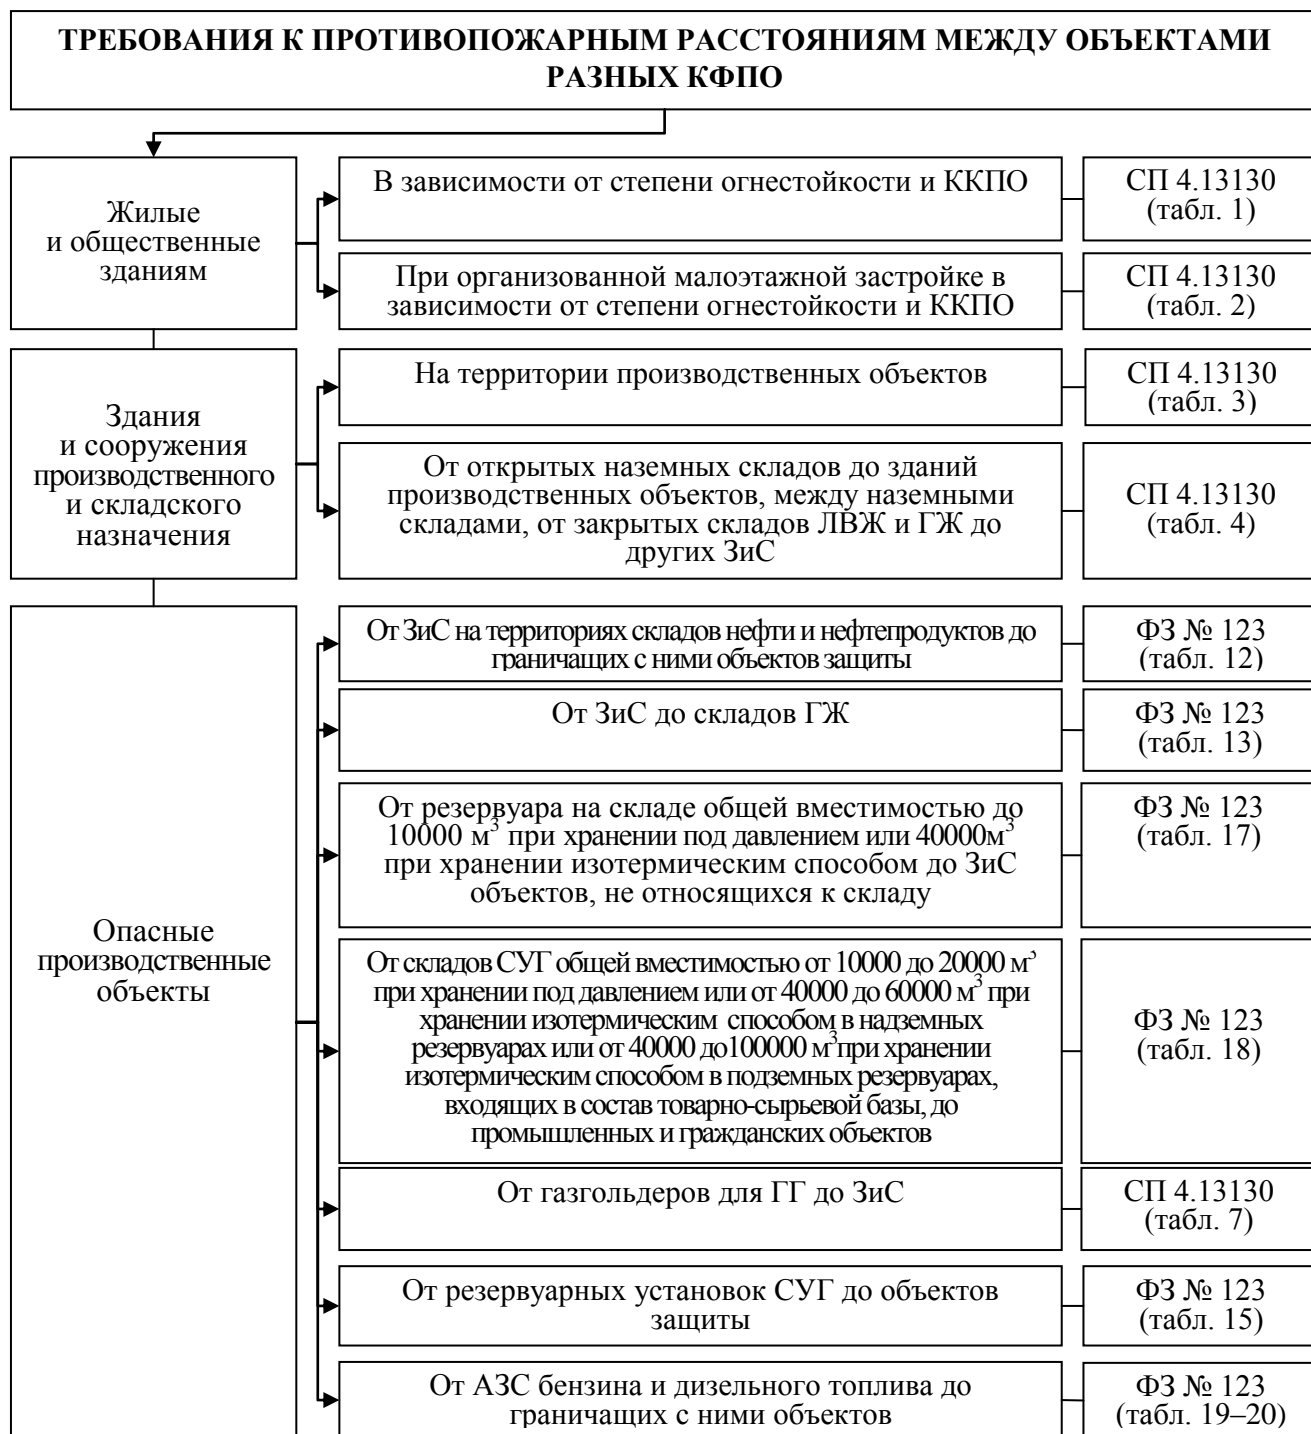 ТРЕБОВАНИЯ К ПРОТИВОПОЖАРНЫМ РАССТОЯНИЯМ МЕЖДУ ОБЪЕКТАМИ
РАЗНЫХ КФПО
Жилые
и общественные
зданиям
В зависимости от степени огнестойкости и ККПО
СП 4.13130
(табл. 1)
При организованной малоэтажной застройке в
зависимости от степени огнестойкости и ККПО
СП 4.13130
(табл. 2)
Здания
и сооружения
производственного
и складского
назначения
На территории производственных объектов
СП 4.13130
(табл. 3)
От открытых наземных складов до зданий
производственных объектов, между наземными
складами, от закрытых складов ЛВЖ и ГЖ до
других ЗиС
СП 4.13130
(табл. 4)
Опасные
производственные
объекты
От ЗиС на территориях складов нефти и нефтепродуктов до
граничащих с ними объектов защиты
ФЗ № 123
(табл. 12)
От ЗиС до складов ГЖ
ФЗ № 123
(табл. 13)
От резервуара на складе общей вместимостью до
10000 м³ при хранении под давлением или 40000м³
при хранении изотермическим способом до ЗиС
объектов, не относящихся к складу
ФЗ № 123
(табл. 17)
От складов СУГ общей вместимостью от 10000 до 20000 м³
при хранении под давлением или от 40000 до 60000 м³ при
хранении изотермическим способом в надземных
резервуарах или от 40000 до100000 м³при хранении
изотермическим способом в подземных резервуарах,
входящих в состав товарно-сырьевой базы, до
промышленных и гражданских объектов
ФЗ № 123
(табл. 18)
От газгольдеров для ГГ до ЗиС
СП 4.13130
(табл. 7)
От резервуарных установок СУГ до объектов
защиты
ФЗ № 123
(табл. 15)
От АЗС бензина и дизельного топлива до
граничащих с ними объектов
ФЗ № 123
(табл. 19–20)